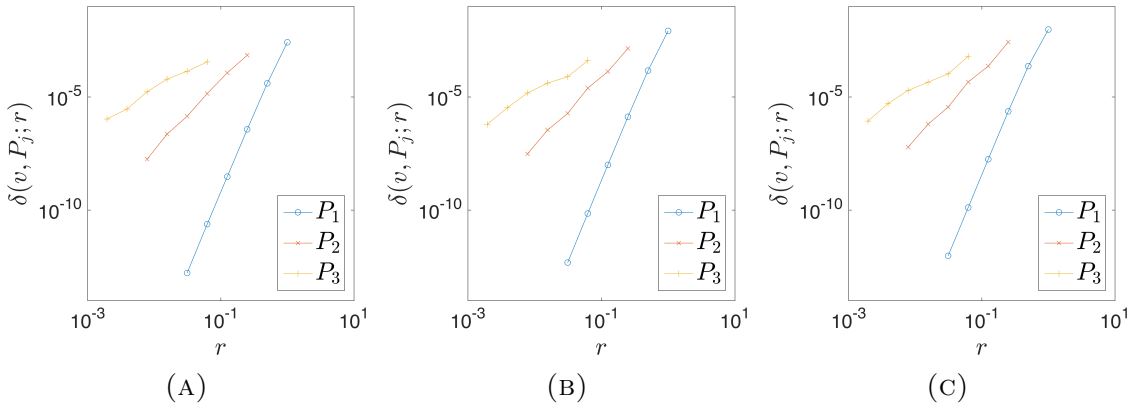 δ(v, P_j; r)
10^-5
10^-10
10^-3
10^-1
10^1
r
P_1
P_2
P_3
(A)
δ(v, P_j; r)
10^-5
10^-10
10^-3
10^-1
10^1
r
P_1
P_2
P_3
(B)
δ(v, P_j; r)
10^-5
10^-10
10^-3
10^-1
10^1
r
P_1
P_2
P_3
(C)